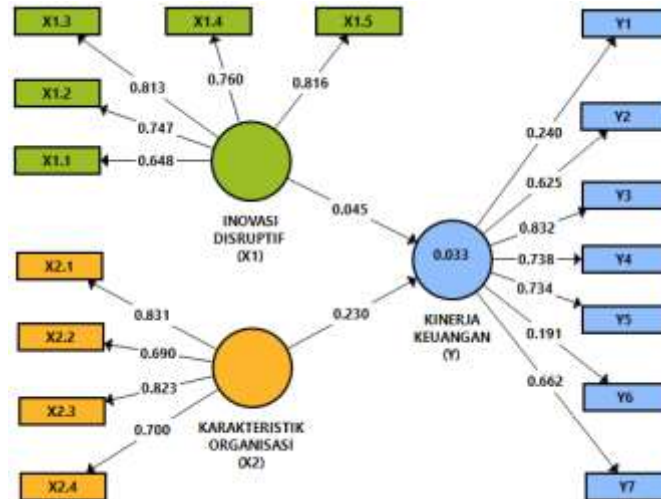 X1.3
X1.4
X1.5
X1.2
X1.1
0.813
0.760
0.816
0.747
0.648
INOVASI
DISRUPTIF
(X1)
0.045
X2.1
X2.2
X2.3
X2.4
0.831
0.690
0.823
0.700
KARAKTERISTIK
ORGANISASI
(X2)
0.230
0.033
KINERJA
KEUANGAN
(Y)
0.240
0.625
0.832
0.738
0.734
0.191
0.662
Y1
Y2
Y3
Y4
Y5
Y6
Y7